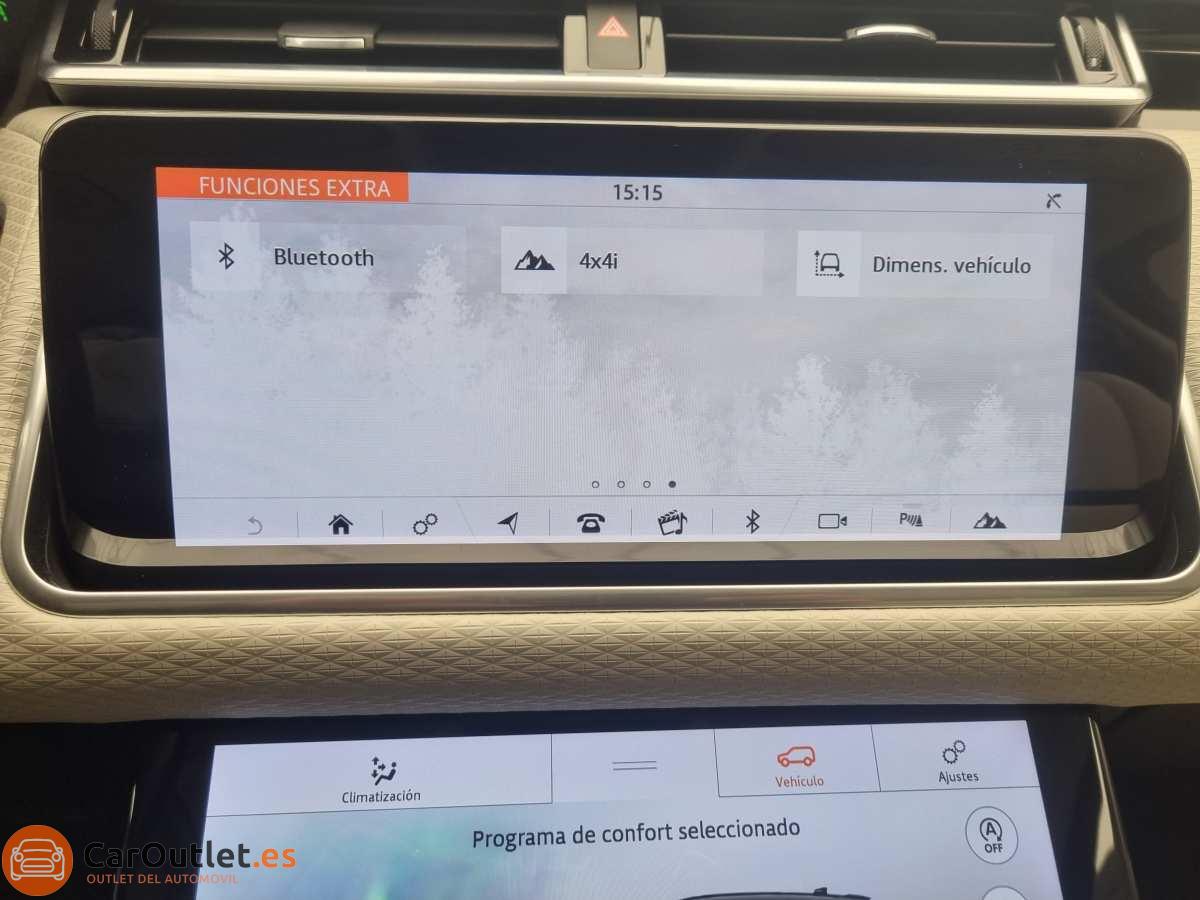 FUNCIONES EXTRA
15:15
Bluetooth
4x4i
Dimens. vehículo
P
Climatización
Vehículo
Ajustes
Programa de confort seleccionado
A
OFF
CarOutlet.es
OUTLET DEL AUTOMOVIL